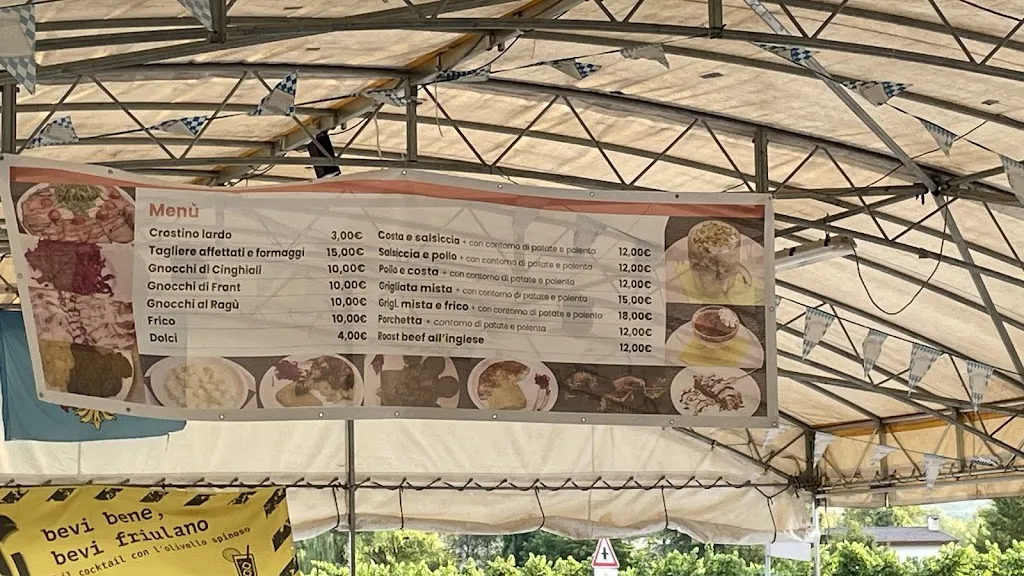 Menù
Crostino lardo 3,00€
Tagliere affettati e formaggi 15,00€
Gnocchi di Cinghiali 10,00€
Gnocchi di Frant 10,00€
Gnocchi al Ragù 10,00€
Frico 10,00€
Dolci 4,00€
Costa e salsiccia + con contorno di patate e polenta 12,00€
Salsiccia e pollo + con contorno di patate e polenta 12,00€
Pollo e costa + con contorno di patate e polenta 12,00€
Grigliata mista + con contorno di patate e polenta 15,00€
Grigl. mista e frico + con contorno di patate e polenta 18,00€
Porchetta + contorno di patate e polenta 12,00€
Roast beef all'inglese 12,00€
bevi bene,
bevi friulano
il cocktail con l'olivello spinoso